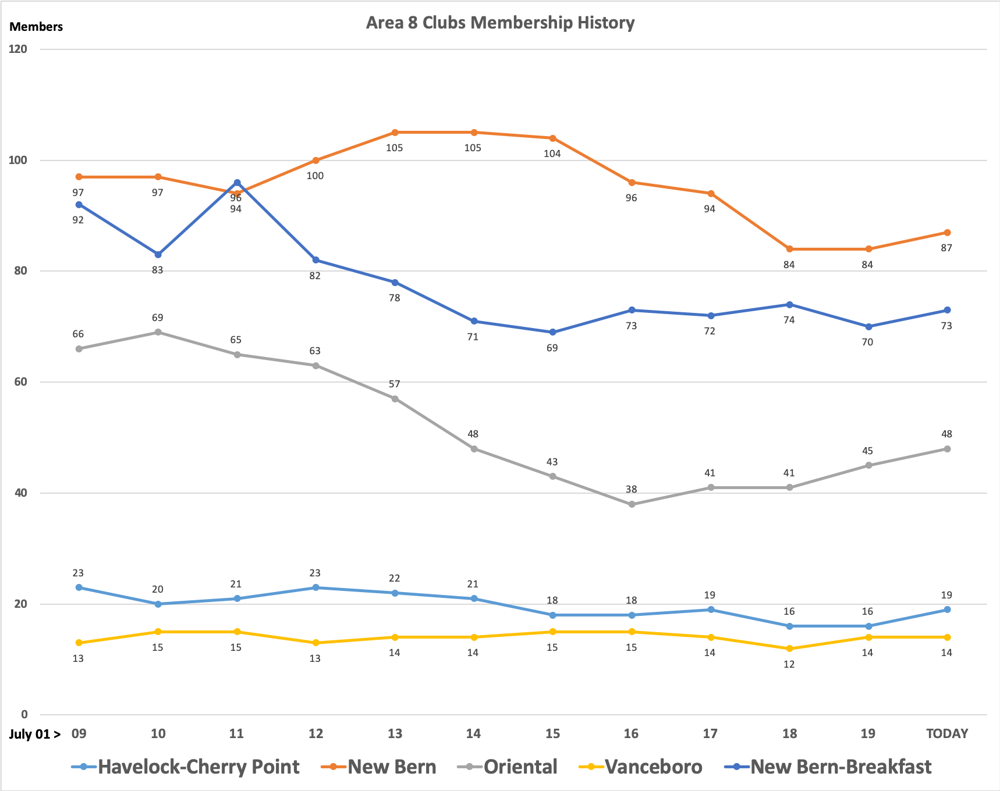 Area 8 Clubs Membership History
Members
120
105 105 104
100
97 97 96 94 100 96 94
92 83 82 84 84 87
80
78 71 69 73 72 74 70 73
66 69 65 63
60
57 48 43 38 41 41 45 48
40
23 20 21 23 22 21 18 18 19 16 16 19
20
13 15 15 13 14 14 15 15 14 12 14 14
0
July 01 > 09 10 11 12 13 14 15 16 17 18 19 TODAY
Havelock-Cherry Point New Bern Oriental Vanceboro New Bern-Breakfast